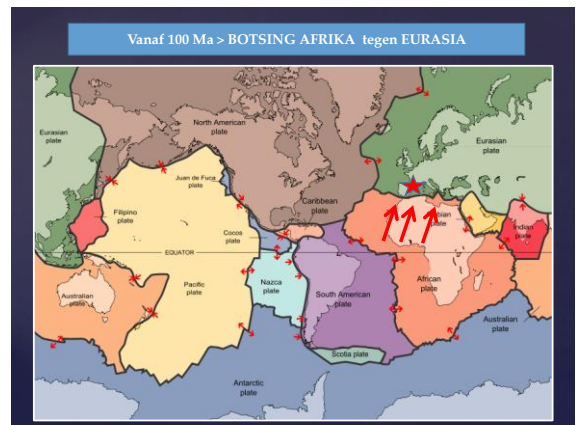 Vanaf 100 Ma > BOTSING AFRIKA tegen EURASIA
North American
plate
Eurasian
plate
Eurasian
plate
Juan de Fuca
plate
Caribbean
plate
Filipino
plate
Cocos
plate
Indian
plate
plate
EQUATOR
African
plate
Pacific
plate
Nazca
plate
South American
plate
Australian
plate
Australian
plate
Scotia plate
Antarctic
plate